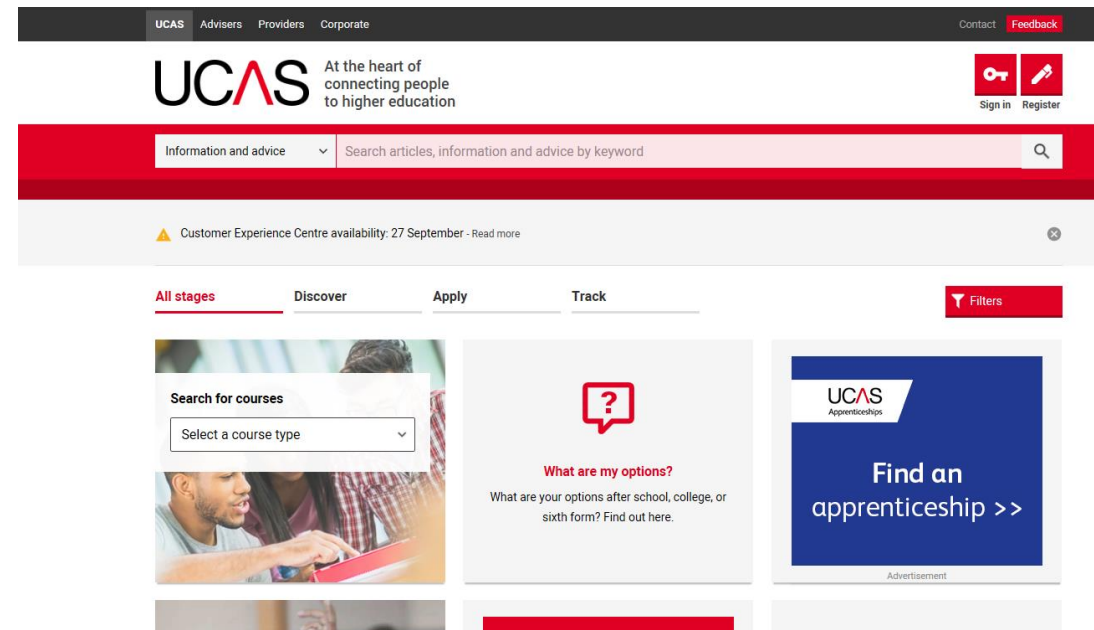 UCAS Advisers Providers Corporate Contact Feedback
UCAS
At the heart of
connecting people
to higher education
Sign in Register
Information and advice Search articles, information and advice by keyword
Customer Experience Centre availability: 27 September - Read more
All stages Discover Apply Track Filters
Search for courses
Select a course type
?
What are my options?
What are your options after school, college, or
sixth form? Find out here.
UCAS
Apprenticeships
Find an
apprenticeship >>
Advertisement